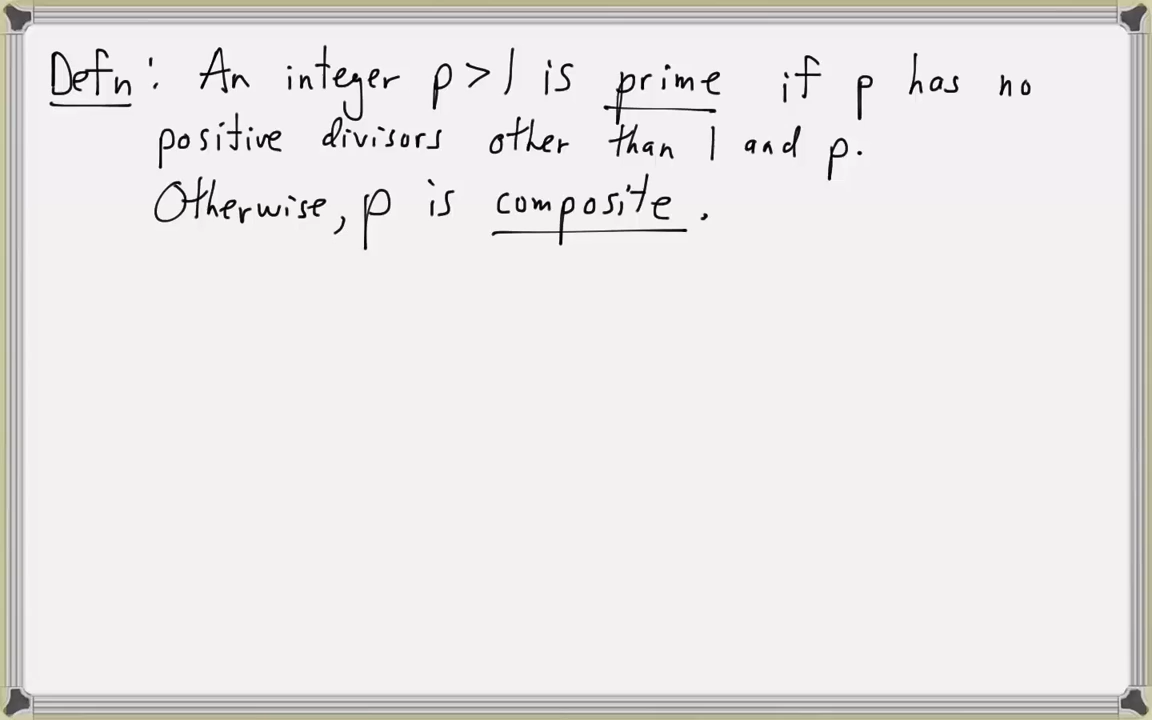 Defn: An integer p > 1 is prime if p has no
positive divisors other than 1 and p.
Otherwise, p is composite.